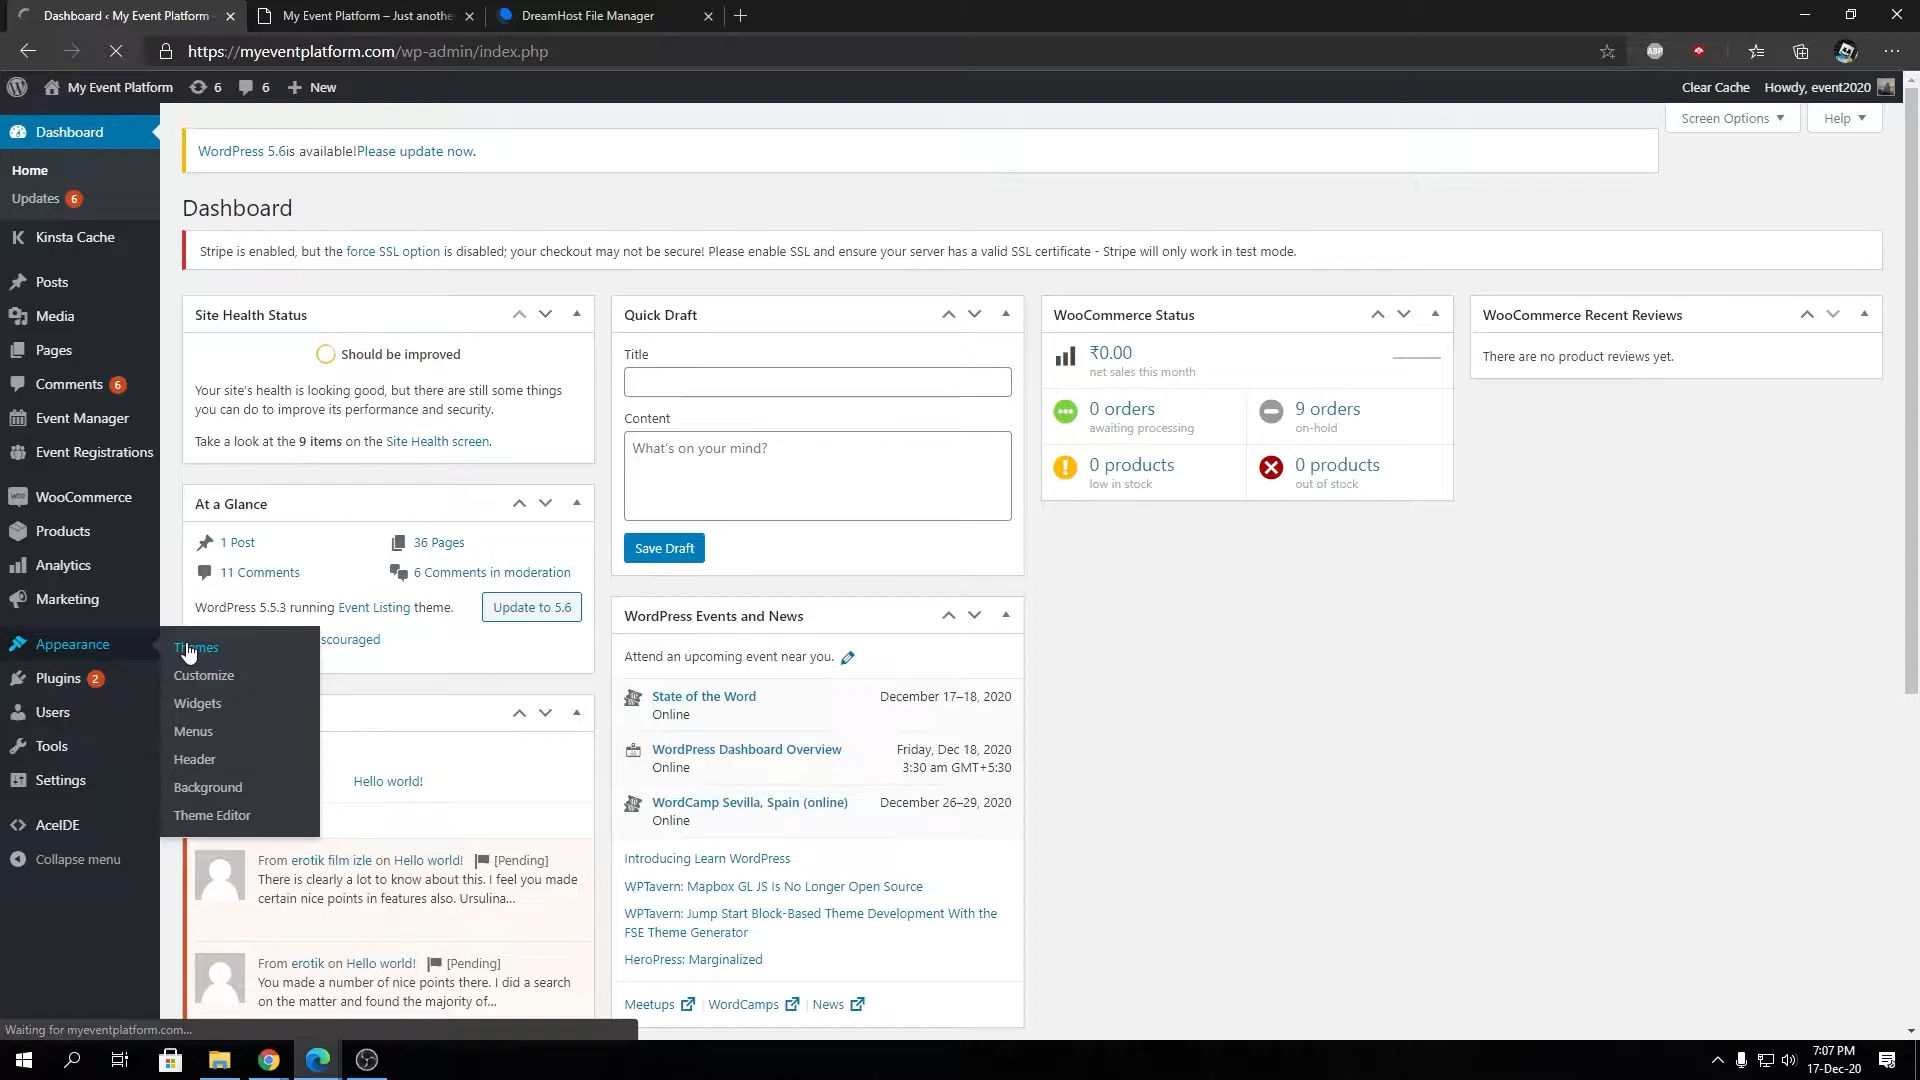 Dashboard ‹ My Event Platform
My Event Platform – Just anothe
DreamHost File Manager
https://myeventplatform.com/wp-admin/index.php
ABP
My Event Platform
6
6
New
Clear Cache
Howdy, event2020
Dashboard
Home
Updates 6
Kinsta Cache
Posts
Media
Pages
Comments 6
Event Manager
Event Registrations
WooCommerce
Products
Analytics
Marketing
Appearance
Plugins 2
Users
Tools
Settings
AceIDE
Collapse menu
Themes
Customize
Widgets
Menus
Header
Background
Theme Editor
Screen Options
Help
WordPress 5.6is available!Please update now.
Dashboard
Stripe is enabled, but the force SSL option is disabled; your checkout may not be secure! Please enable SSL and ensure your server has a valid SSL certificate - Stripe will only work in test mode.
Site Health Status
Should be improved
Your site's health is looking good, but there are still some things
you can do to improve its performance and security.
Take a look at the 9 items on the Site Health screen.
At a Glance
1 Post
36 Pages
11 Comments
6 Comments in moderation
WordPress 5.5.3 running Event Listing theme.
Update to 5.6
scouraged
Hello world!
From erotik film izle on Hello world! [Pending]
There is clearly a lot to know about this. I feel you made
certain nice points in features also. Ursulina...
From erotik on Hello world! [Pending]
You made a number of nice points there. I did a search
on the matter and found the majority of...
Quick Draft
Title
Content
What's on your mind?
Save Draft
WordPress Events and News
Attend an upcoming event near you.
State of the Word
December 17–18, 2020
Online
WordPress Dashboard Overview
Friday, Dec 18, 2020
Online
3:30 am GMT+5:30
WordCamp Sevilla, Spain (online)
December 26–29, 2020
Online
Introducing Learn WordPress
WPTavern: Mapbox GL JS Is No Longer Open Source
WPTavern: Jump Start Block-Based Theme Development With the
FSE Theme Generator
HeroPress: Marginalized
Meetups
WordCamps
News
WooCommerce Status
₹0.00
net sales this month
0 orders
awaiting processing
9 orders
on-hold
0 products
low in stock
0 products
out of stock
WooCommerce Recent Reviews
There are no product reviews yet.
Waiting for myeventplatform.com...
7:07 PM
17-Dec-20